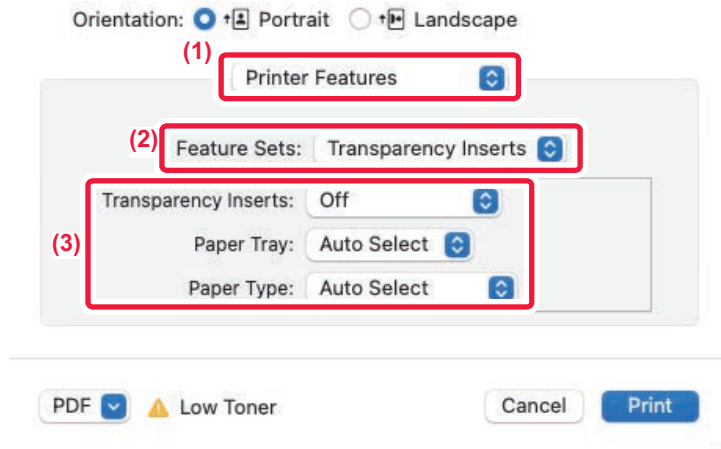 Orientation: Portrait Landscape
(1)
Printer Features
(2)
Feature Sets: Transparency Inserts
Transparency Inserts: Off
(3)
Paper Tray: Auto Select
Paper Type: Auto Select
PDF Low Toner Cancel Print